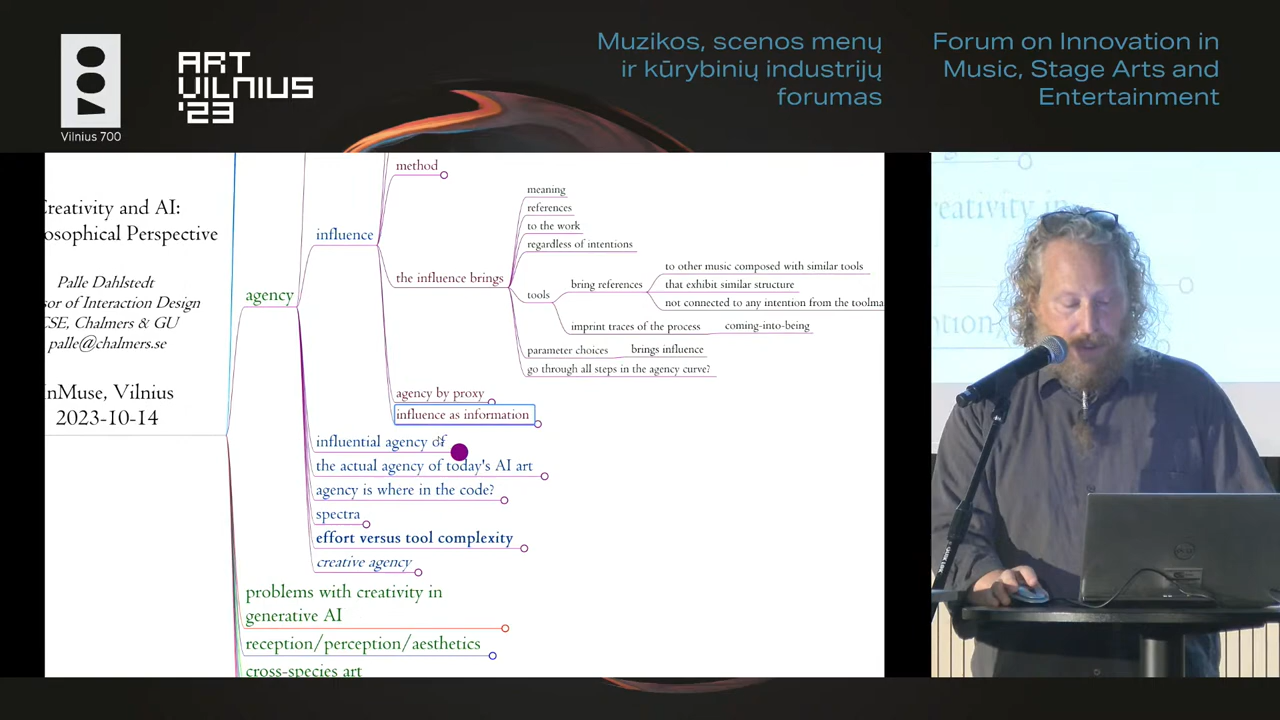 Vilnius 700
ART
VILNIUS
'23
Muzikos, scenos menų
ir kūrybinių industrijų
forumas
Forum on Innovation in
Music, Stage Arts and
Entertainment
Creativity and AI:
osophical Perspective
Palle Dahlstedt
sor of Interaction Design
CSE, Chalmers & GU
palle@chalmers.se
nMuse, Vilnius
2023-10-14
agency
influence
method
the influence brings
meaning
references
to the work
regardless of intentions
tools
bring references
to other music composed with similar tools
that exhibit similar structure
not connected to any intention from the toolma
imprint traces of the process
coming-into-being
parameter choices
brings influence
go through all steps in the agency curve?
agency by proxy
influence as information
influential agency of
the actual agency of today's AI art
agency is where in the code?
spectra
effort versus tool complexity
creative agency
problems with creativity in
generative AI
reception/perception/aesthetics
cross-species art
eativity in
DELL